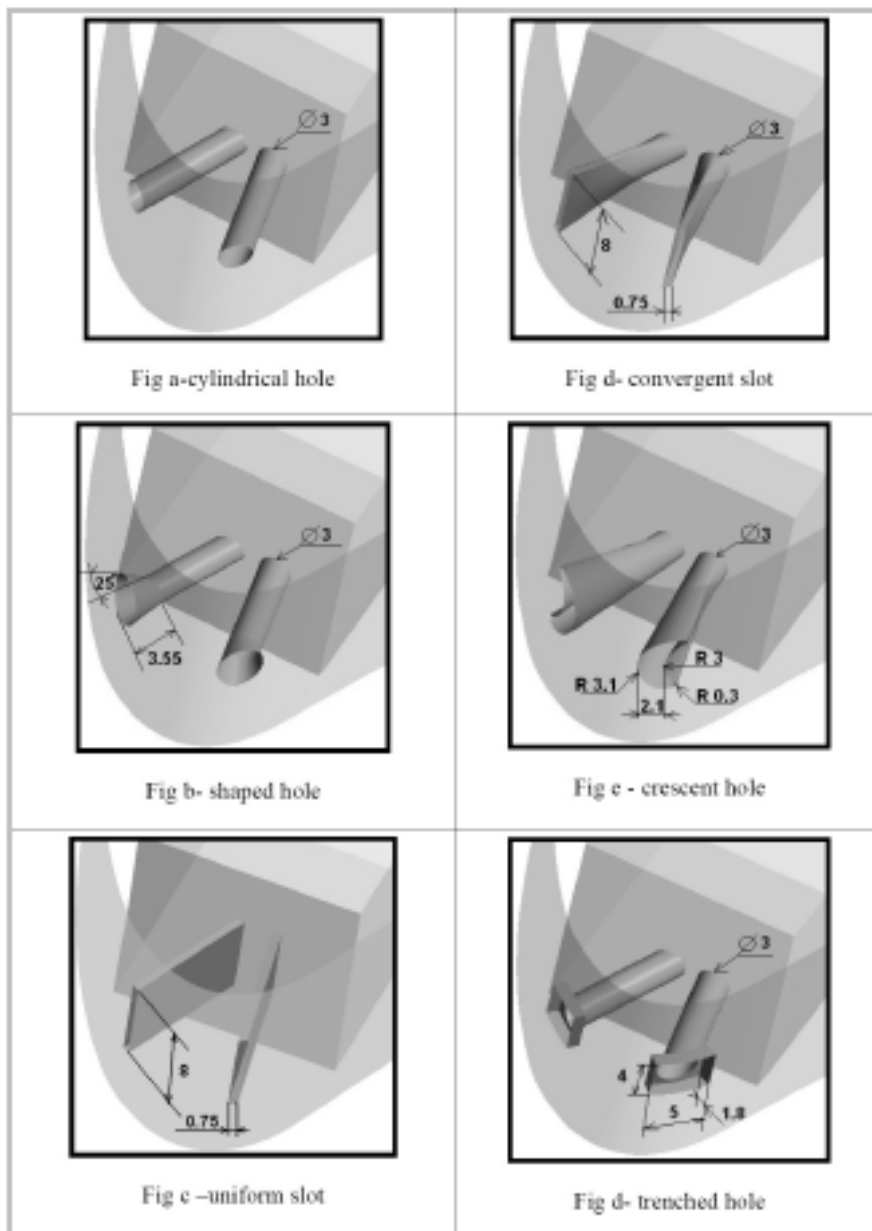 Ø3
Fig a-cylindrical hole
Ø3
8
0.75
Fig d- convergent slot
Ø3
25
3.55
Fig b- shaped hole
Ø3
R 3
R 3,1
R 0,3
2,1
Fig e - crescent hole
8
0.75
Fig c –uniform slot
Ø3
4
5
1.8
Fig d- trenched hole